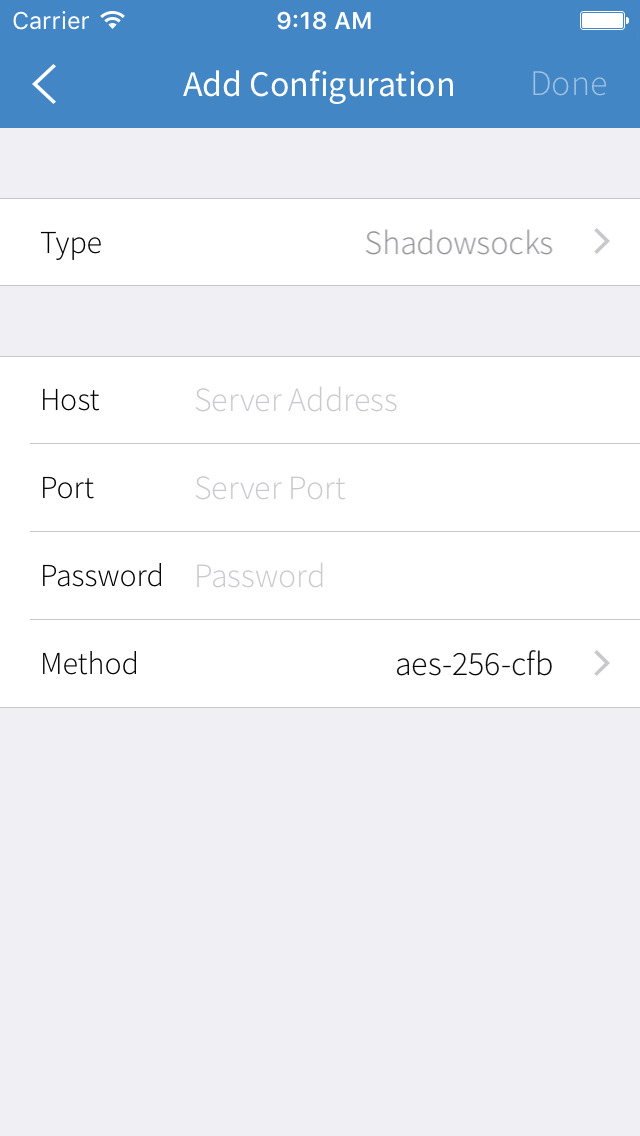 Carrier 9:18 AM
Add Configuration Done
Type Shadowsocks
Host Server Address
Port Server Port
Password Password
Method aes-256-cfb